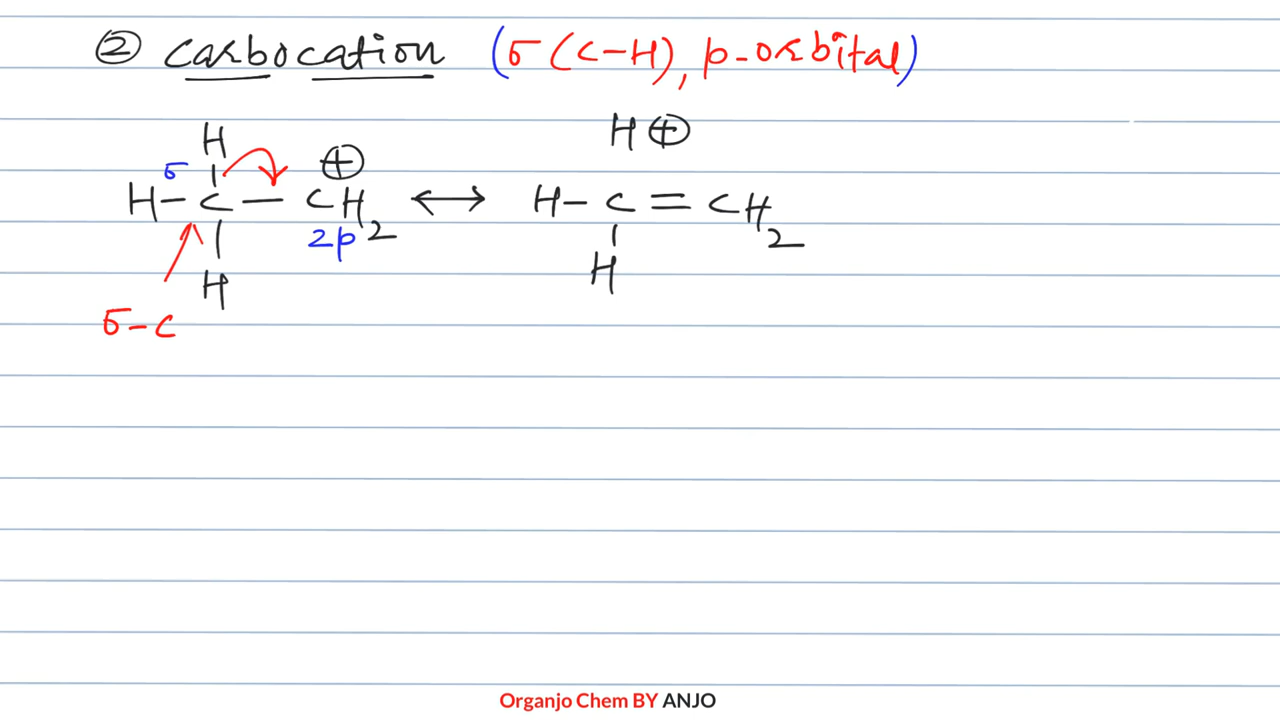 ② Carbocation (σ(C-H), p-orbital)
H H⊕
σ ⊕
H-C-CH₂ ⟷ H-C=CH₂
2p
H H
σ-C
Organjo Chem BY ANJO